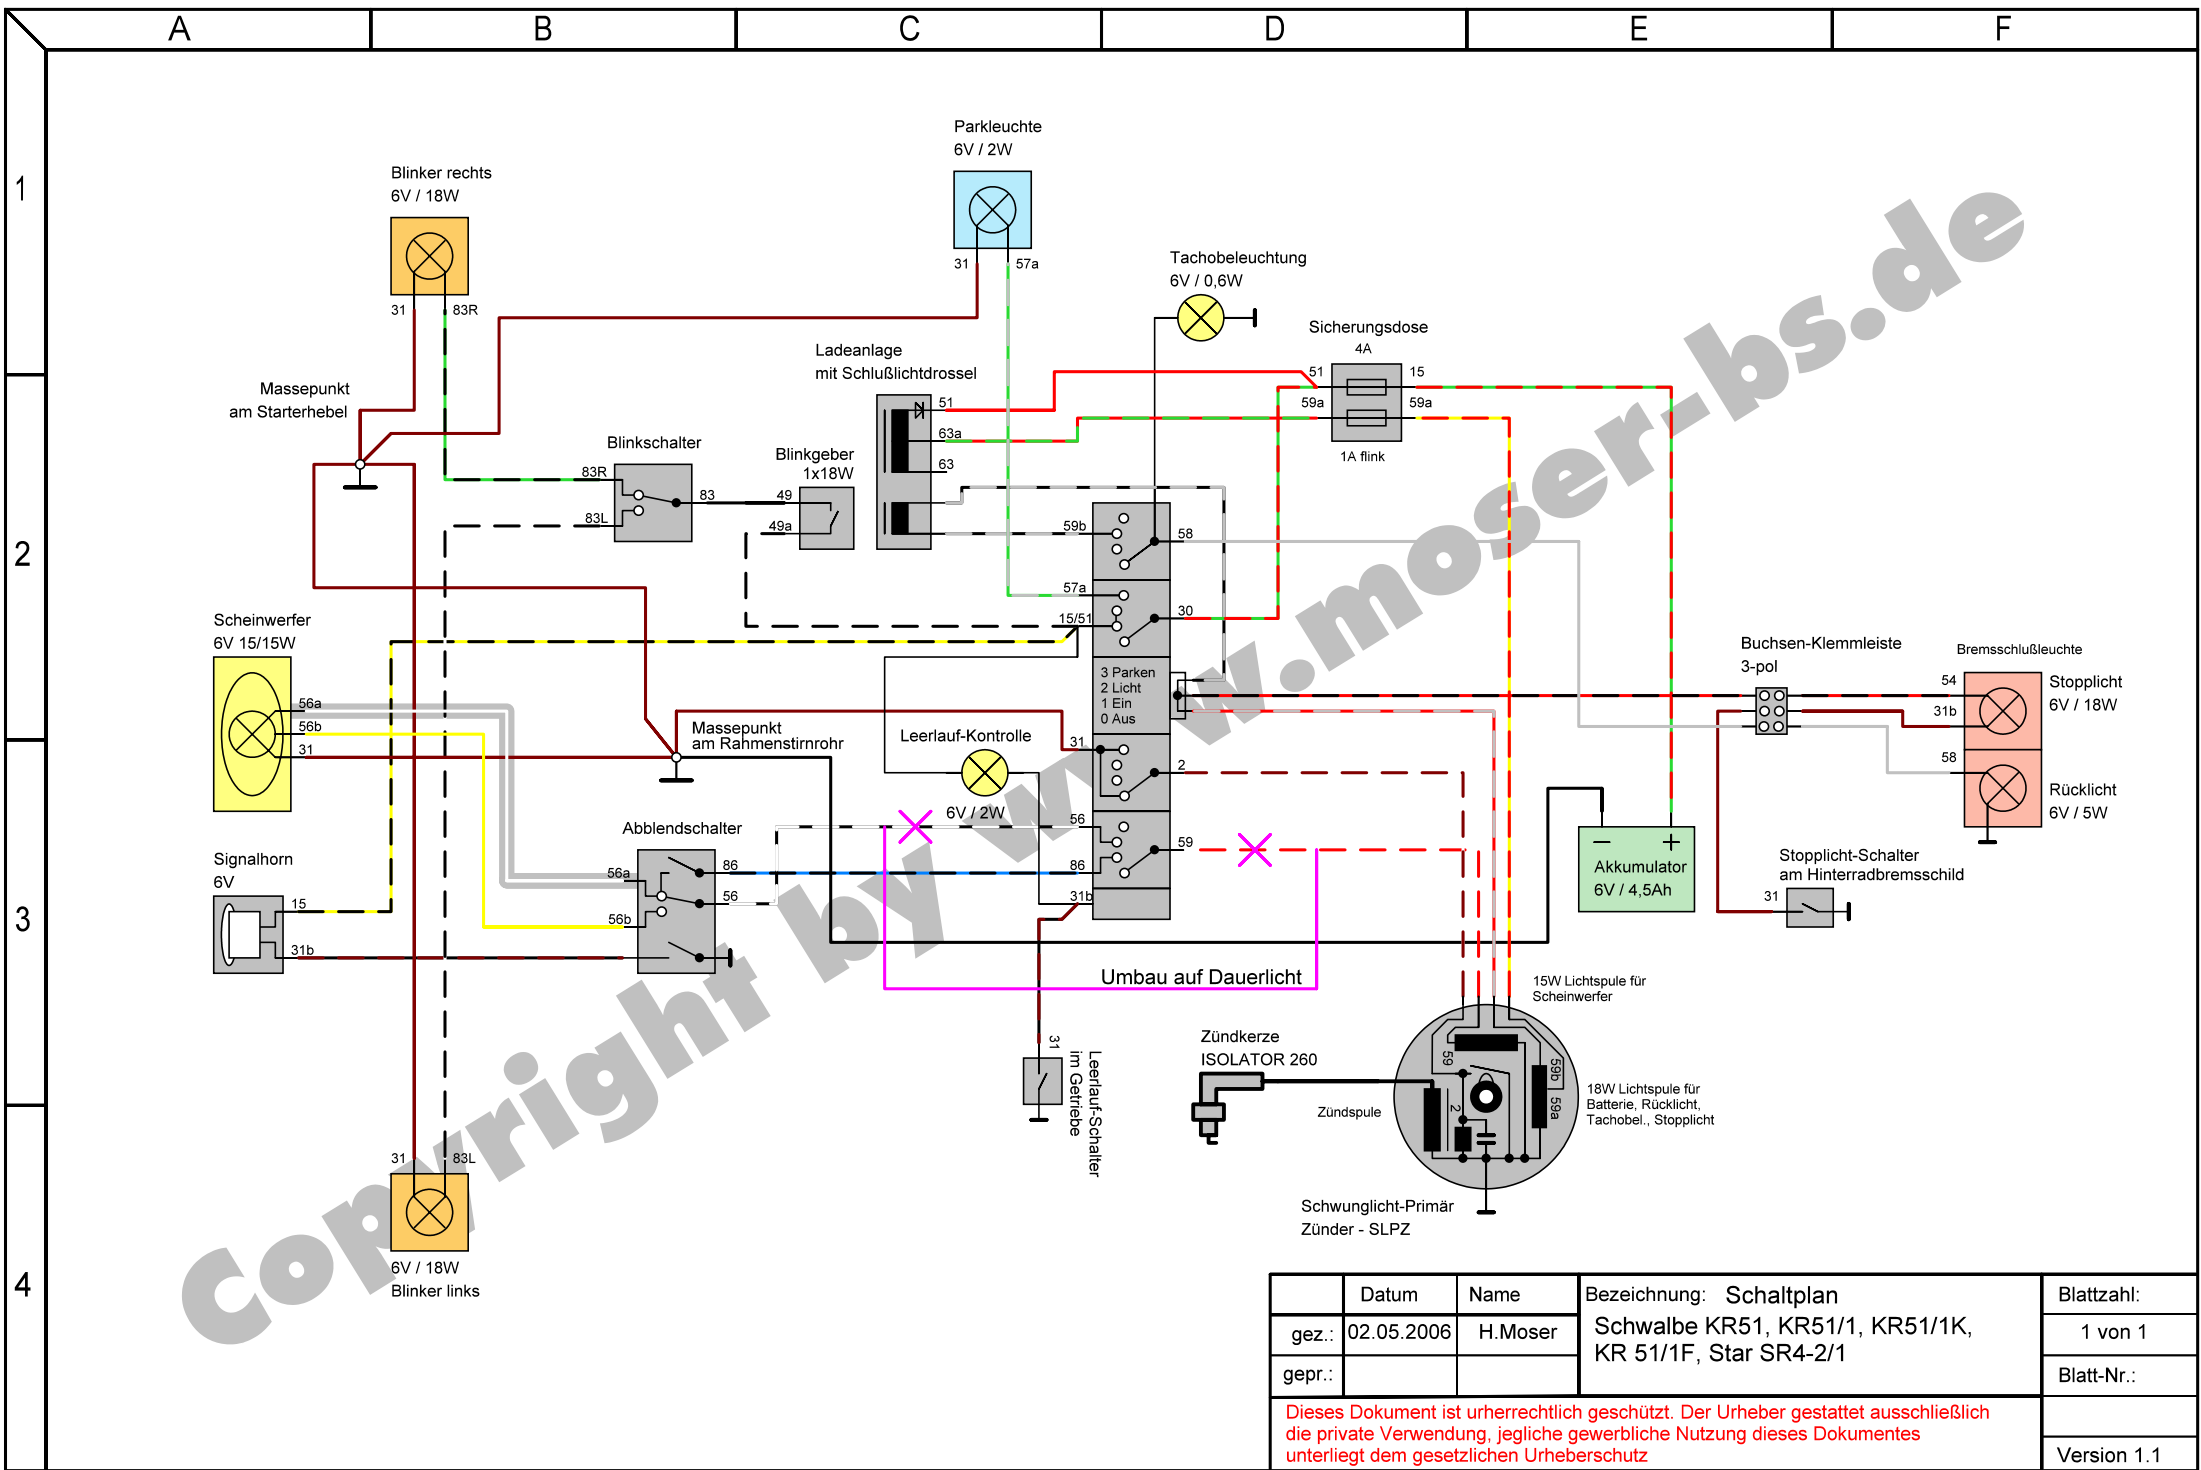 A B C D E F
1
2
3
4
Parkleuchte
6V / 2W
31 57a
Blinker rechts
6V / 18W
31 83R
Tachobeleuchtung
6V / 0,6W
Sicherungsdose
4A
51 15
59a 59a
1A flink
Ladeanlage
mit Schlußlichtdrossel
51
63a
63
Massepunkt
am Starterhebel
Blinkschalter
83R
83L
83
Blinkgeber
1x18W
49
49a
59b
58
57a
15/51
30
3 Parken
2 Licht
1 Ein
0 Aus
31
2
56
59
86
31b
Scheinwerfer
6V 15/15W
56a
56b
31
Massepunkt
am Rahmenstirnrohr
Leerlauf-Kontrolle
6V / 2W
Buchsen-Klemmleiste
3-pol
Bremsschlußleuchte
54
31b
58
Stopplicht
6V / 18W
Rücklicht
6V / 5W
Abblendschalter
56a
56b
86
56
Signalhorn
6V
15
31b
Akkumulator
6V / 4,5Ah
Stopplicht-Schalter
am Hinterradbremsschild
31
Umbau auf Dauerlicht
15W Lichtspule für
Scheinwerfer
Zündkerze
ISOLATOR 260
31
Leerlauf-Schalter
im Getriebe
59
59b
59a
2
Zündspule
18W Lichtspule für
Batterie, Rücklicht,
Tachobel., Stopplicht
Schwunglicht-Primär
Zünder - SLPZ
31 83L
6V / 18W
Blinker links
Copyright by www.moser-bs.de
Datum Name Bezeichnung: Schaltplan Blattzahl:
gez.: 02.05.2006 H.Moser Schwalbe KR51, KR51/1, KR51/1K, 1 von 1
KR 51/1F, Star SR4-2/1
gepr.: Blatt-Nr.:
Dieses Dokument ist urherrechtlich geschützt. Der Urheber gestattet ausschließlich
die private Verwendung, jegliche gewerbliche Nutzung dieses Dokumentes
unterliegt dem gesetzlichen Urheberschutz
Version 1.1